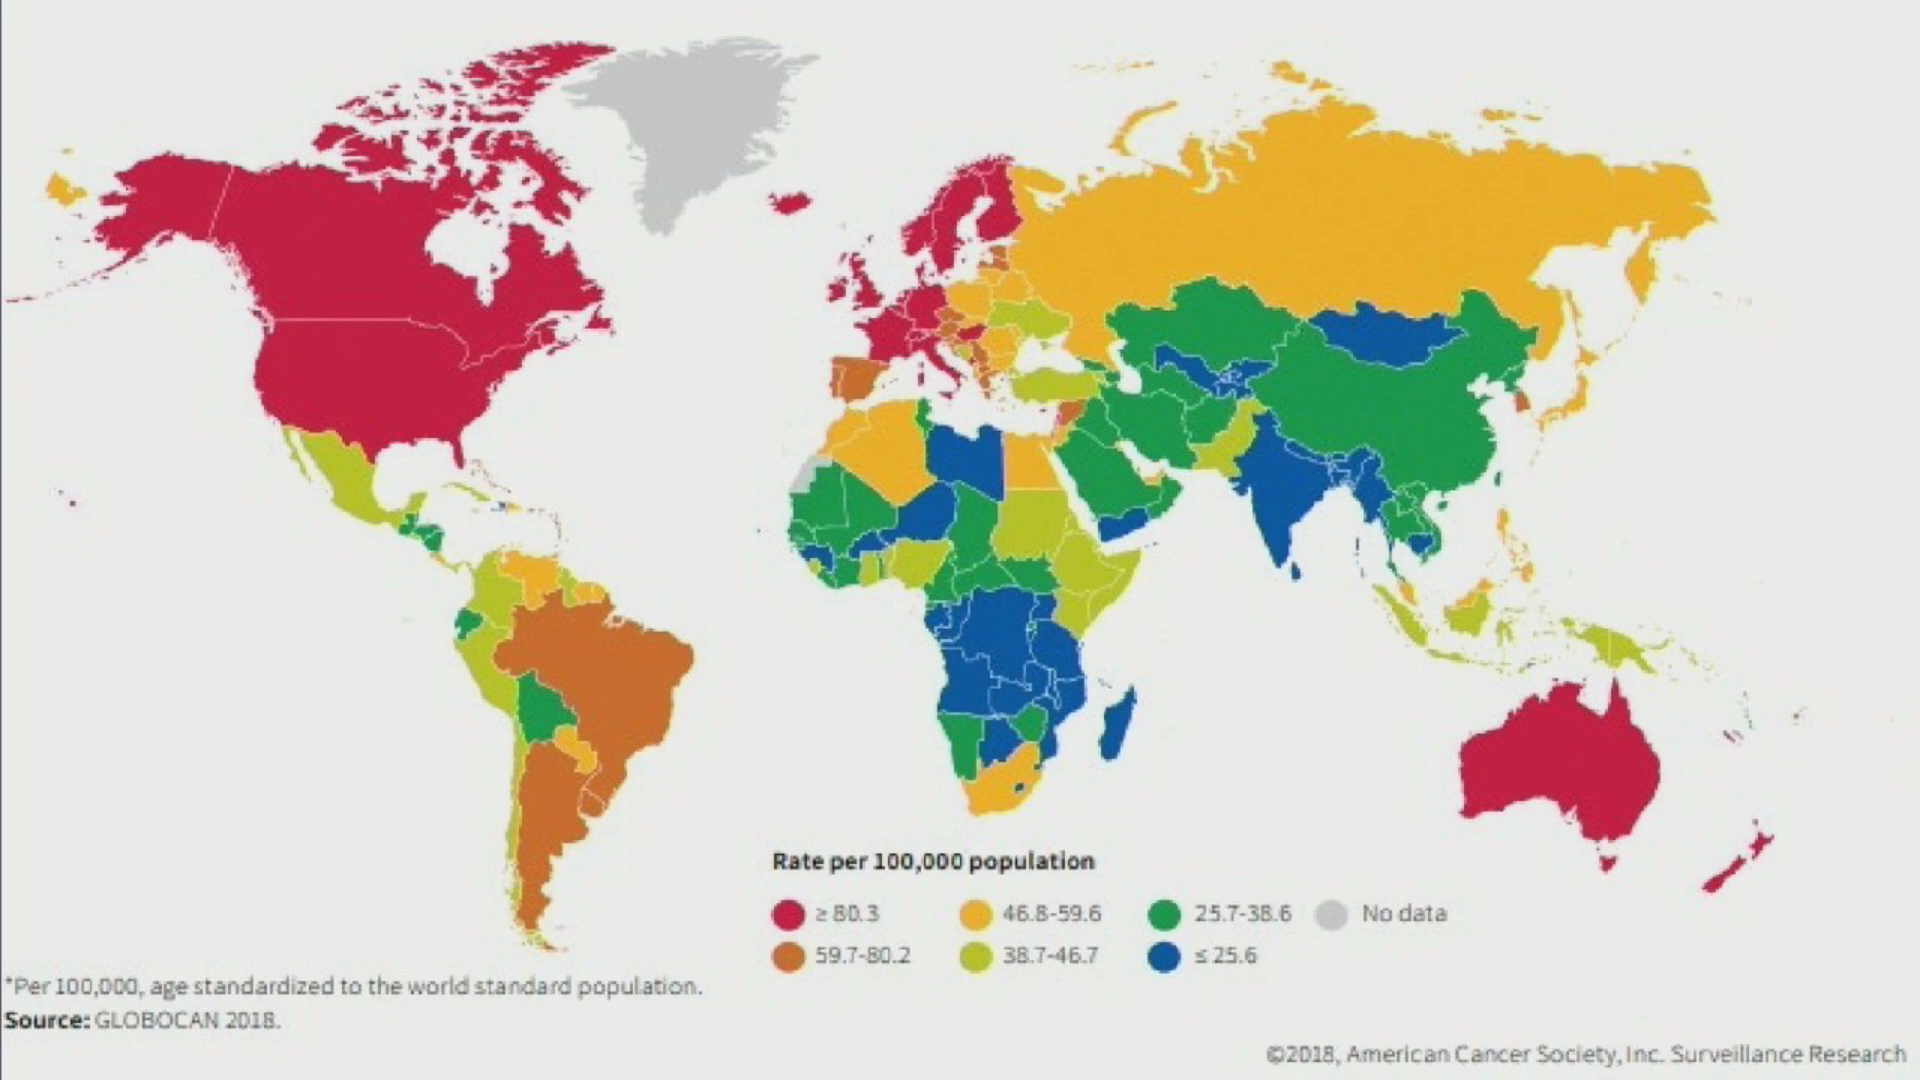 Rate per 100,000 population
≥ 80.3 46.8-59.6 25.7-38.6 No data
59.7-80.2 38.7-46.7 ≤ 25.6
*Per 100,000, age standardized to the world standard population.
Source: GLOBOCAN 2018.
©2018, American Cancer Society, Inc. Surveillance Research